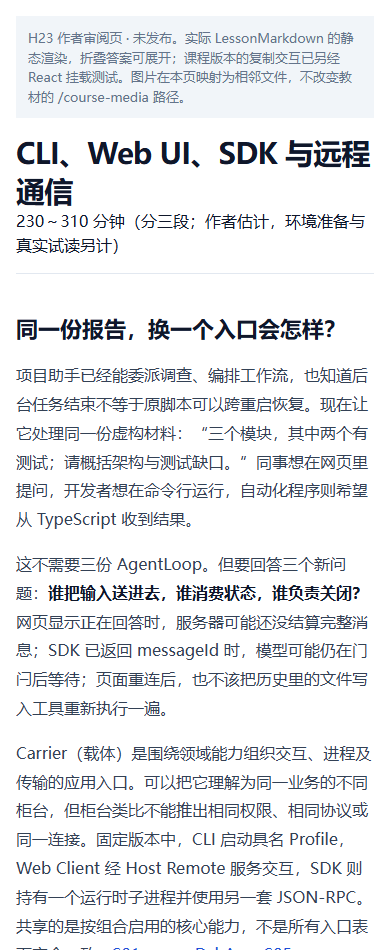 H23 作者审阅页 · 未发布。实际 LessonMarkdown 的静
态渲染，折叠答案可展开；课程版本的复制交互已另经
React 挂载测试。图片在本页映射为相邻文件，不改变教
材的 /course-media 路径。
CLI、Web UI、SDK 与远程
通信
230～310 分钟（分三段；作者估计，环境准备与
真实试读另计）
同一份报告，换一个入口会怎样？
项目助手已经能委派调查、编排工作流，也知道后
台任务结束不等于原脚本可以跨重启恢复。现在让
它处理同一份虚构材料：“三个模块，其中两个有
测试；请概括架构与测试缺口。”同事想在网页里
提问，开发者想在命令行运行，自动化程序则希望
从 TypeScript 收到结果。
这不需要三份 AgentLoop。但要回答三个新问
题：谁把输入送进去，谁消费状态，谁负责关闭？
网页显示正在回答时，服务器可能还没结算完整消
息；SDK 已返回 messageId 时，模型可能仍在门
闩后等待；页面重连后，也不该把历史里的文件写
入工具重新执行一遍。
Carrier（载体）是围绕领域能力组织交互、进程及
传输的应用入口。可以把它理解为同一业务的不同
柜台，但柜台类比不能推出相同权限、相同协议或
同一连接。固定版本中，CLI 启动具名 Profile，
Web Client 经 Host Remote 服务交互，SDK 则
持有一个运行时子进程并使用另一套 JSON-RPC。
共享的是按组合启用的核心能力，不是所有入口表